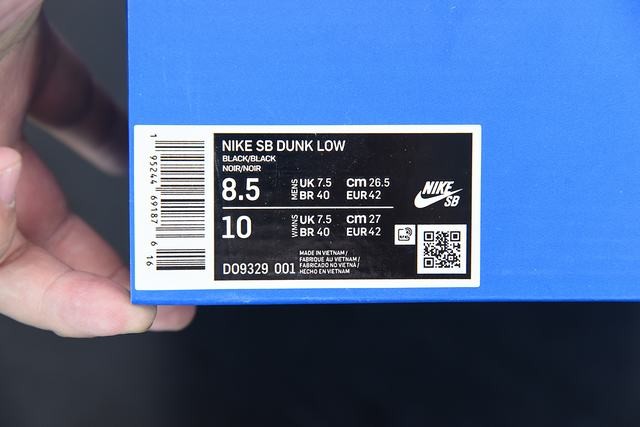 NIKE SB DUNK LOW
BLACK/BLACK
NOIR/NOIR
8.5 MENS UK 7.5 cm 26.5
BR 40 EUR 42
10 WMNS UK 7.5 cm 27
BR 40 EUR 42
DO9329 001
MADE IN VIETNAM /
FABRIQUE AU VIETNAM /
FABRICADO NO VIETNÃ /
HECHO EN VIETNAM
NIKE
SB
1 95244 69187 6 16